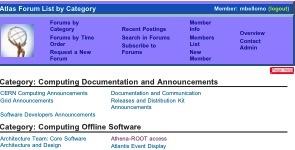 Atlas Forum List by Category
Member: mbellomo (logout)
Forums by Category
Forums by Time Order
Request a New Forum
Recent Postings
Search in Forums
Subscribe to Forums
Member Info
Members List
New Member
Overview
Contact Admin
Category: Computing Documentation and Announcements
CERN Computing Announcements
Documentation and Communication
Grid Announcements
Releases and Distribution Kit Announcements
Software Developers Announcements
Category: Computing Offline Software
Architecture Team: Core Software Architecture and Design
Athena-ROOT access
Atlantis Event Display